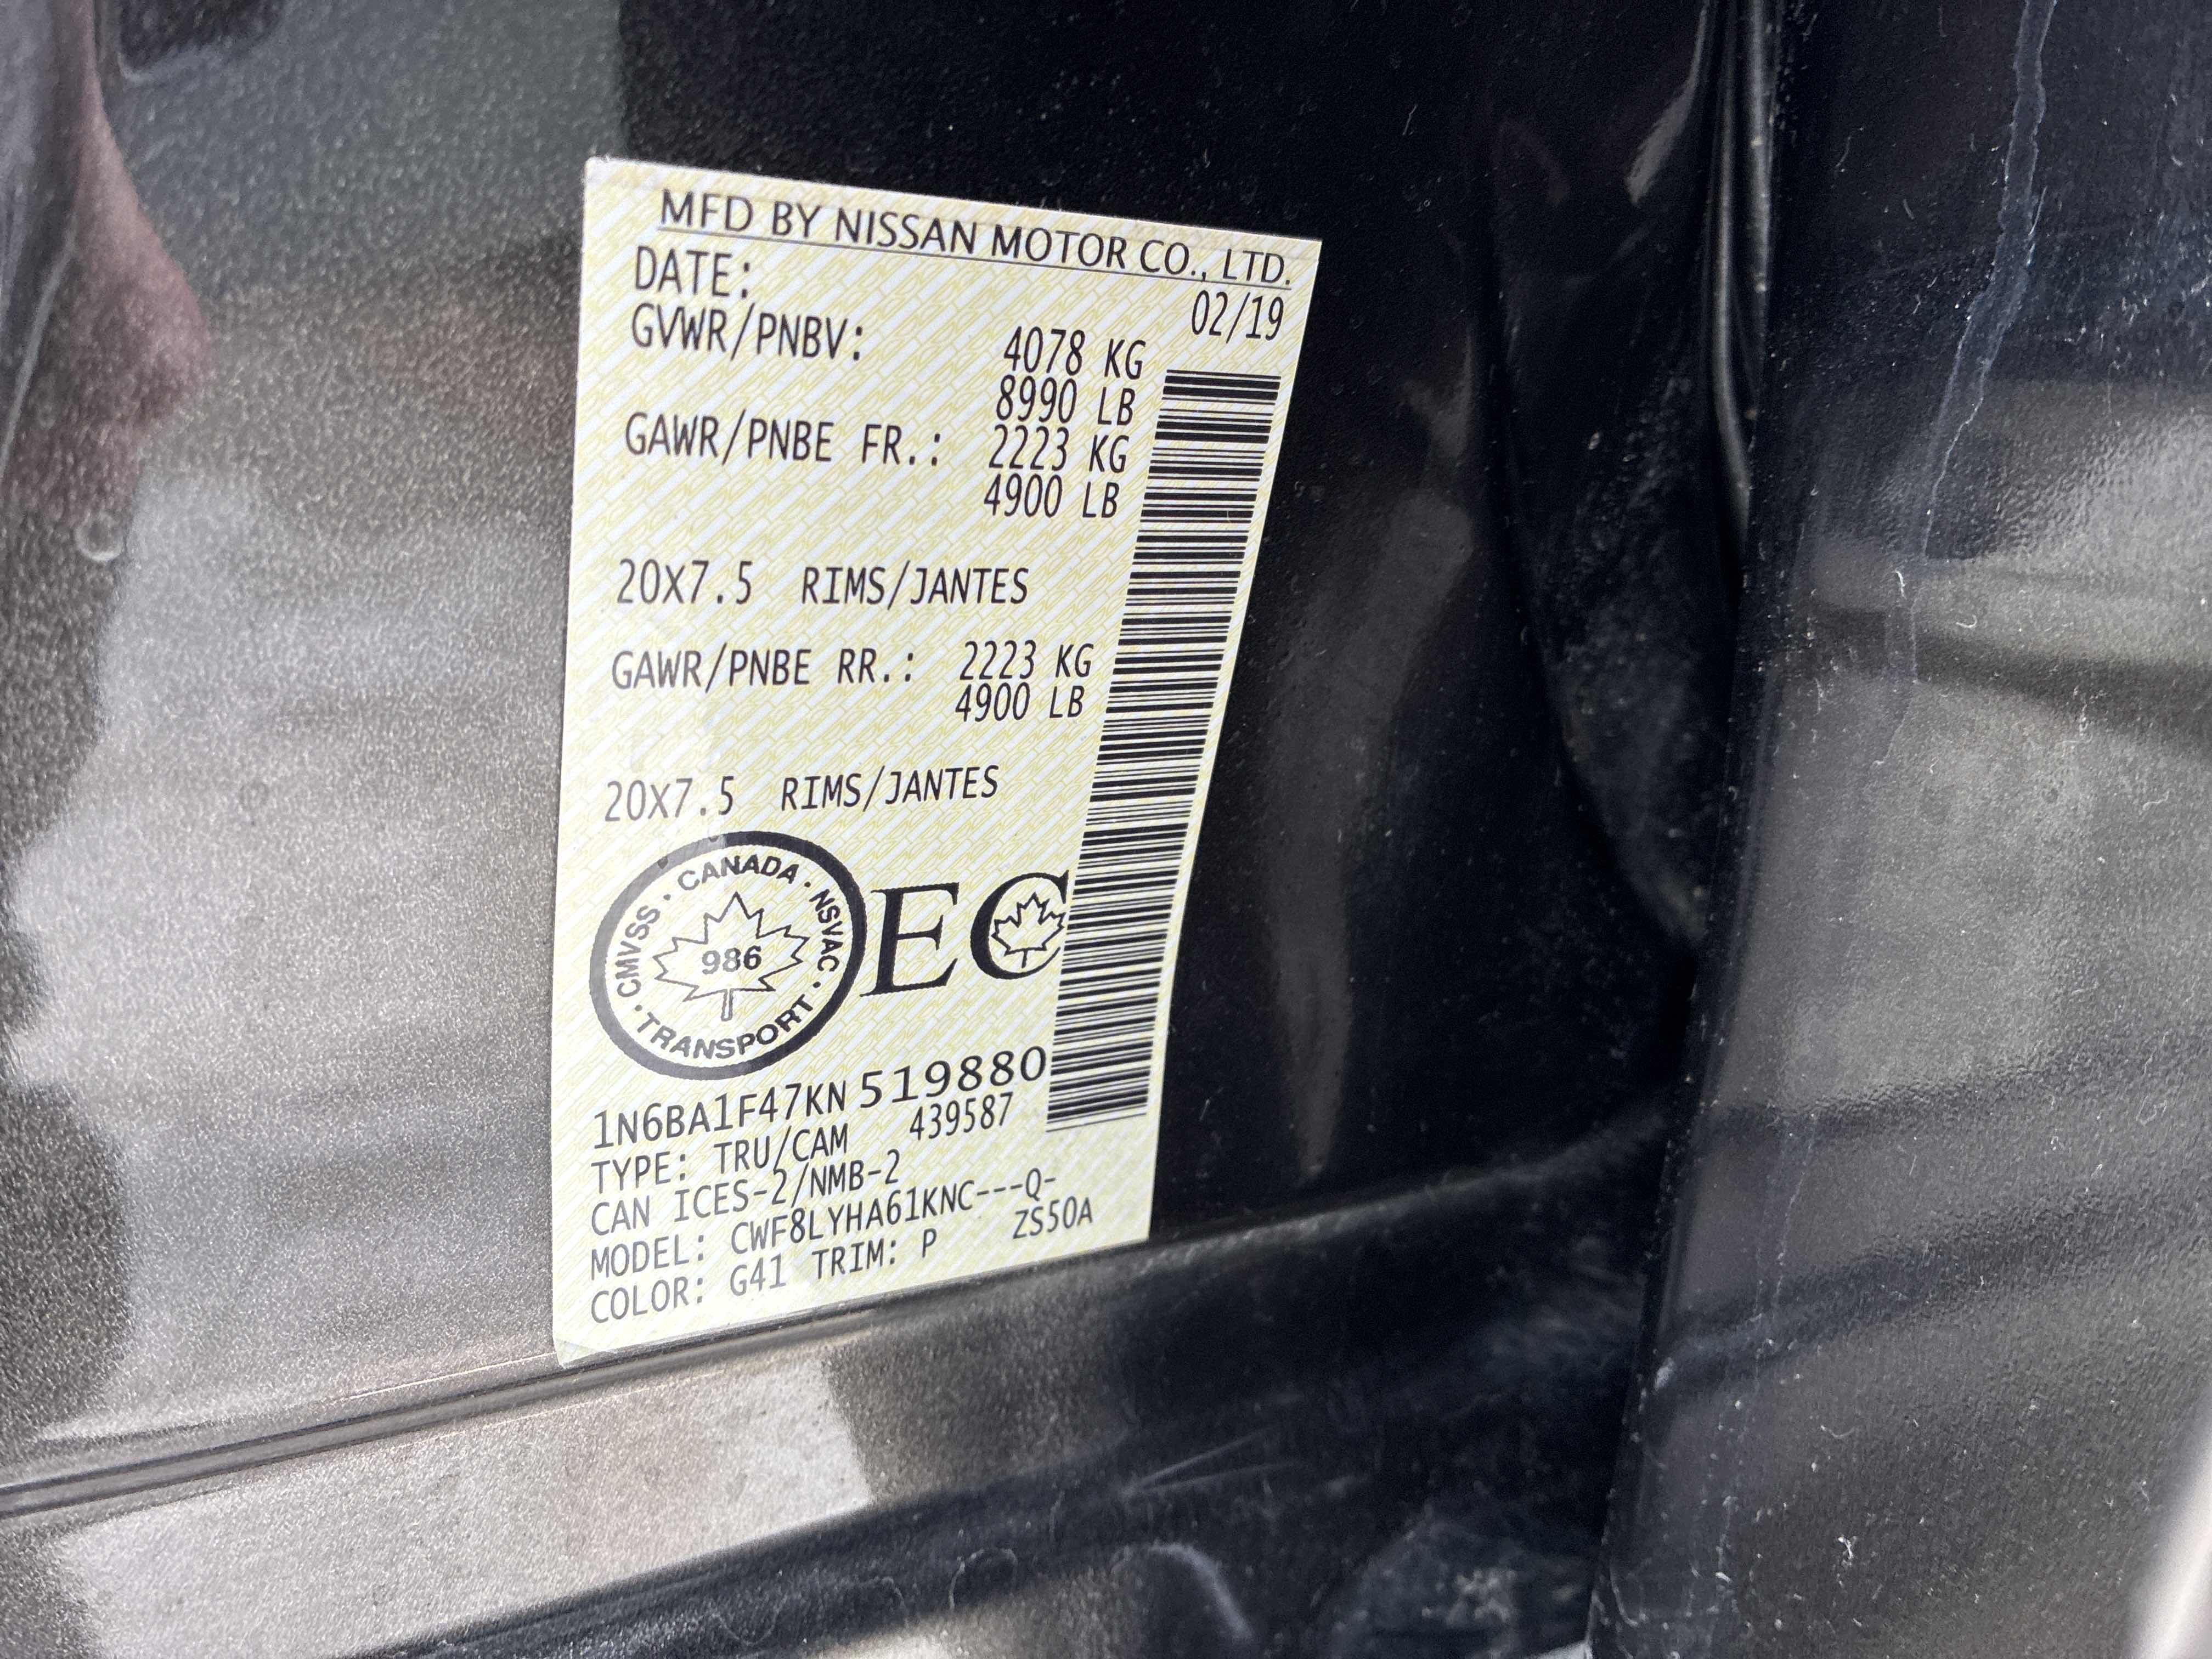 MFD BY NISSAN MOTOR CO., LTD.
DATE: 02/19
GVWR/PNBV: 4078 KG
8990 LB
GAWR/PNBE FR.: 2223 KG
4900 LB
20X7.5 RIMS/JANTES
GAWR/PNBE RR.: 2223 KG
4900 LB
20X7.5 RIMS/JANTES
CMVSS · CANADA · NSVAC · TRANSPORT ·
986
EC
1N6BA1F47KN 519880
TYPE: TRU/CAM 439587
CAN ICES-2/NMB-2
MODEL: CWF8LYHA61KNC---Q-
COLOR: G41 TRIM: P ZS50A